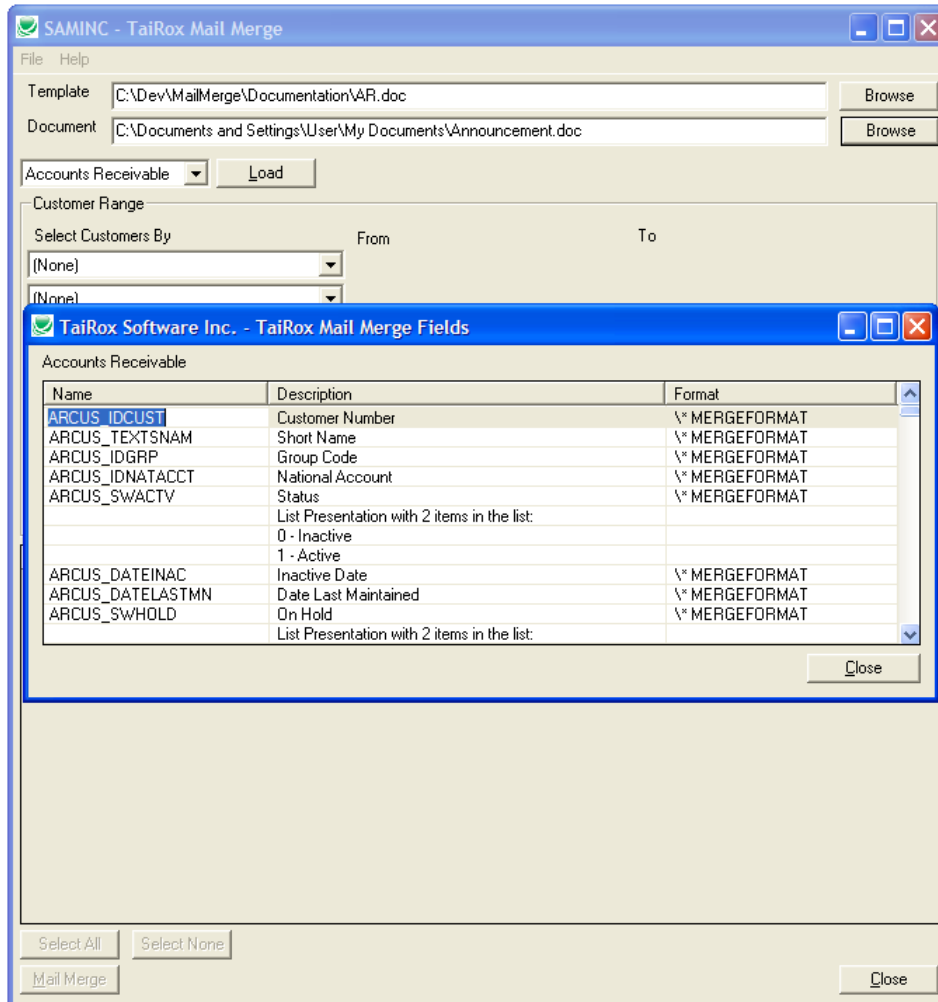 SAMINC - TaiRox Mail Merge
File Help
Template C:\Dev\MailMerge\Documentation\AR.doc Browse
Document C:\Documents and Settings\User\My Documents\Announcement.doc Browse
Accounts Receivable Load
Customer Range
Select Customers By From To
(None)
(None)
TaiRox Software Inc. - TaiRox Mail Merge Fields
Accounts Receivable
Name Description Format
ARCUS_IDCUST Customer Number \* MERGEFORMAT
ARCUS_TEXTSNAM Short Name \* MERGEFORMAT
ARCUS_IDGRP Group Code \* MERGEFORMAT
ARCUS_IDNATACCT National Account \* MERGEFORMAT
ARCUS_SWACTV Status \* MERGEFORMAT
List Presentation with 2 items in the list:
0 - Inactive
1 - Active
ARCUS_DATEINAC Inactive Date \* MERGEFORMAT
ARCUS_DATELASTMN Date Last Maintained \* MERGEFORMAT
ARCUS_SWHOLD On Hold \* MERGEFORMAT
List Presentation with 2 items in the list:
Close
Select All Select None
Mail Merge Close